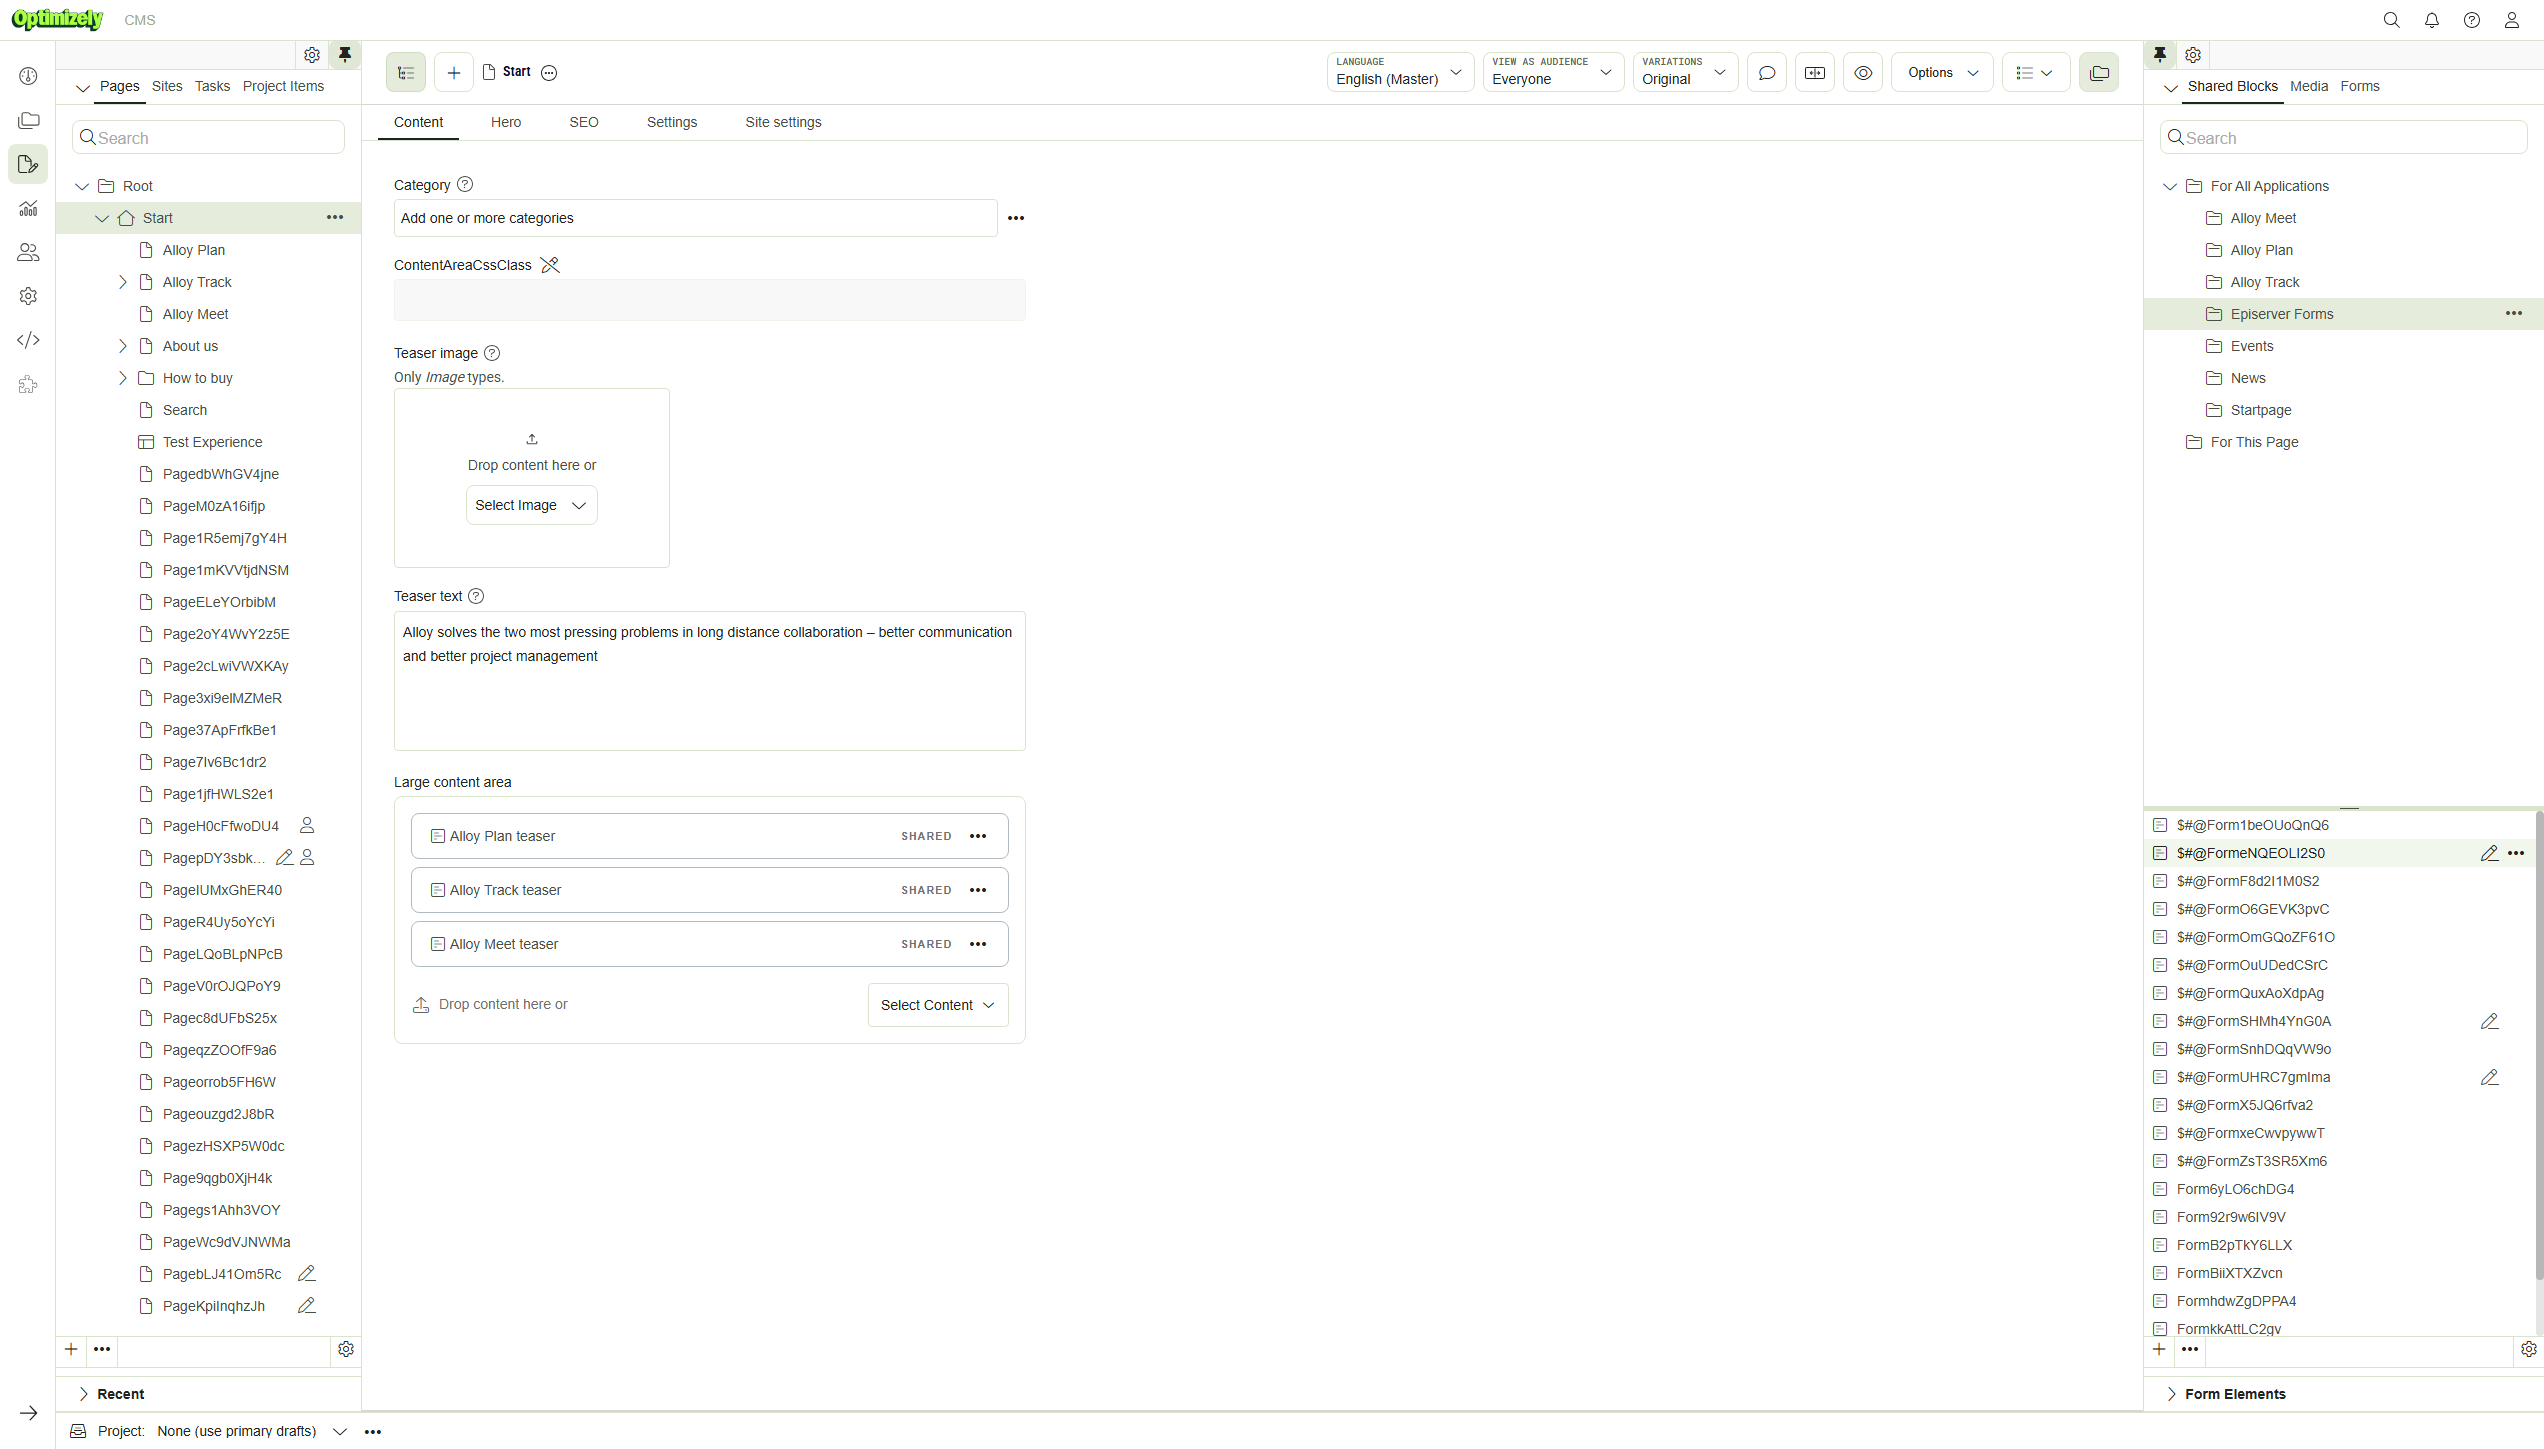 Optimizely CMS
Pages Sites Tasks Project Items
Search
Root
Start
Alloy Plan
Alloy Track
Alloy Meet
About us
How to buy
Search
Test Experience
PagedbWhGV4jne
PageM0zA16ifjp
Page1R5emj7gY4H
Page1mKVVtjdNSM
PageELeYOrbibM
Page2oY4WvY2z5E
Page2cLwiVWXKAy
Page3xi9elMZMeR
Page37ApFrfkBe1
Page7Iv6Bc1dr2
Page1jfHWLS2e1
PageH0cFfwoDU4
PagepDY3sbk...
PageIUMxGhER40
PageR4Uy5oYcYi
PageLQoBLpNPcB
PageV0rOJQPoY9
Pagec8dUFbS25x
PageqzZOOfF9a6
Pageorrob5FH6W
Pageouzgd2J8bR
PagezHSXP5W0dc
Page9qgb0XjH4k
Pagegs1Ahh3VOY
PageWc9dVJNWMa
PagebLJ41Om5Rc
PageKpiInqhzJh
Recent
Project: None (use primary drafts)
Start
LANGUAGE
English (Master)
VIEW AS AUDIENCE
Everyone
VARIATIONS
Original
Options
Content Hero SEO Settings Site settings
Category
Add one or more categories
ContentAreaCssClass
Teaser image
Only Image types.
Drop content here or
Select Image
Teaser text
Alloy solves the two most pressing problems in long distance collaboration – better communication
and better project management
Large content area
Alloy Plan teaser SHARED
Alloy Track teaser SHARED
Alloy Meet teaser SHARED
Drop content here or Select Content
Shared Blocks Media Forms
Search
For All Applications
Alloy Meet
Alloy Plan
Alloy Track
Episerver Forms
Events
News
Startpage
For This Page
$#@Form1beOUoQnQ6
$#@FormeNQEOLI2S0
$#@FormF8d2I1M0S2
$#@FormO6GEVK3pvC
$#@FormOmGQoZF61O
$#@FormOuUDedCSrC
$#@FormQuxAoXdpAg
$#@FormSHMh4YnG0A
$#@FormSnhDQqVW9o
$#@FormUHRC7gmIma
$#@FormX5JQ6rfva2
$#@FormxeCwvpywwT
$#@FormZsT3SR5Xm6
Form6yLO6chDG4
Form92r9w6IV9V
FormB2pTkY6LLX
FormBiiXTXZvcn
FormhdwZgDPPA4
FormkkAttLC2gv
Form Elements